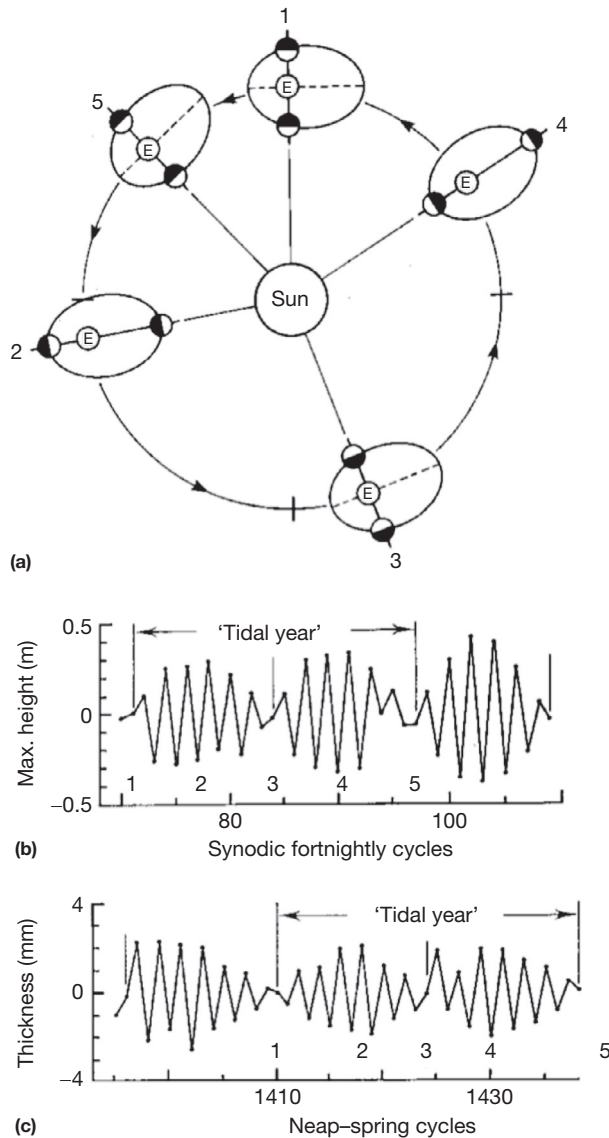 1
5
E
E
4
E
Sun
2
E
E
3
(a)
0.5
‘Tidal year’
Max. height (m)
0
1 2 3 4 5
–0.5
80 100
(b)
Synodic fortnightly cycles
4
‘Tidal year’
Thickness (mm)
0
1 2 3 4 5
–4
1410 1430
(c)
Neap–spring cycles